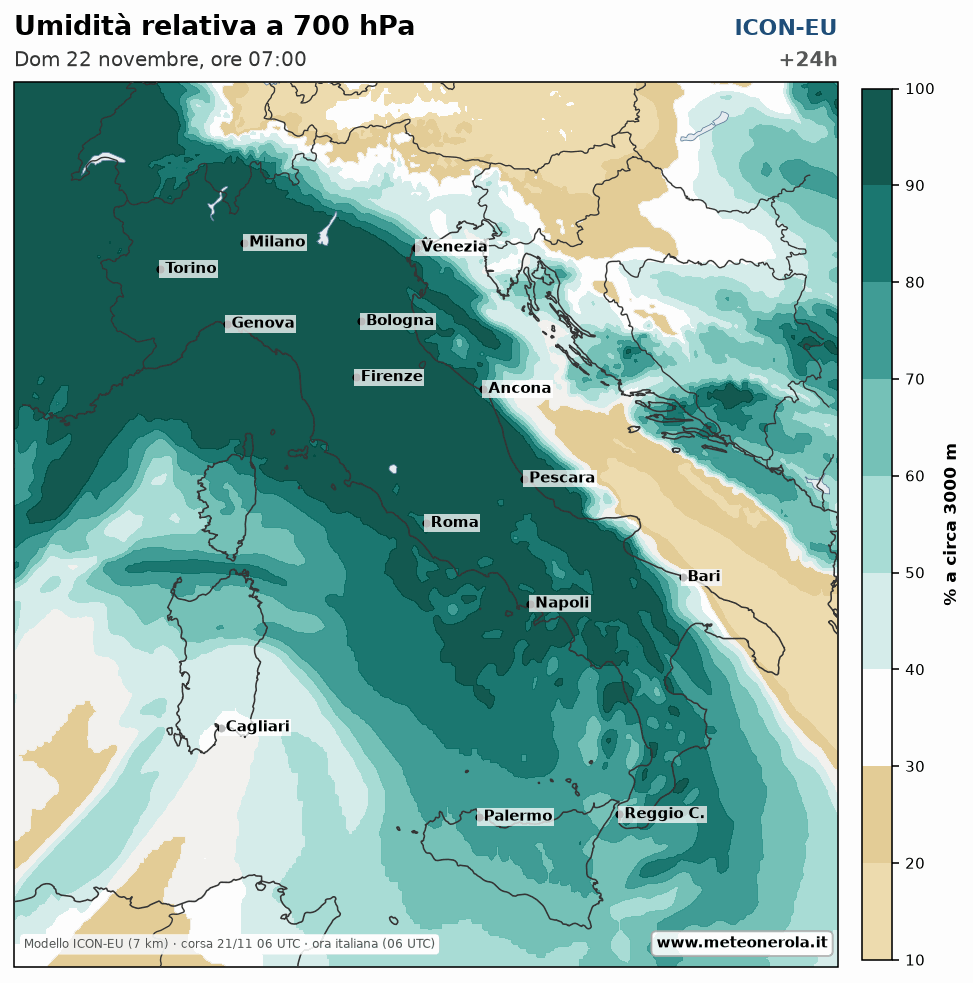 Umidità relativa a 700 hPa
ICON-EU
Dom 22 novembre, ore 07:00
+24h
100
90
80
70
60
50
40
30
20
10
% a circa 3000 m
Milano
Venezia
Torino
Genova
Bologna
Firenze
Ancona
Pescara
Roma
Bari
Napoli
Cagliari
Palermo
Reggio C.
Modello ICON-EU (7 km) · corsa 21/11 06 UTC · ora italiana (06 UTC)
www.meteonerola.it